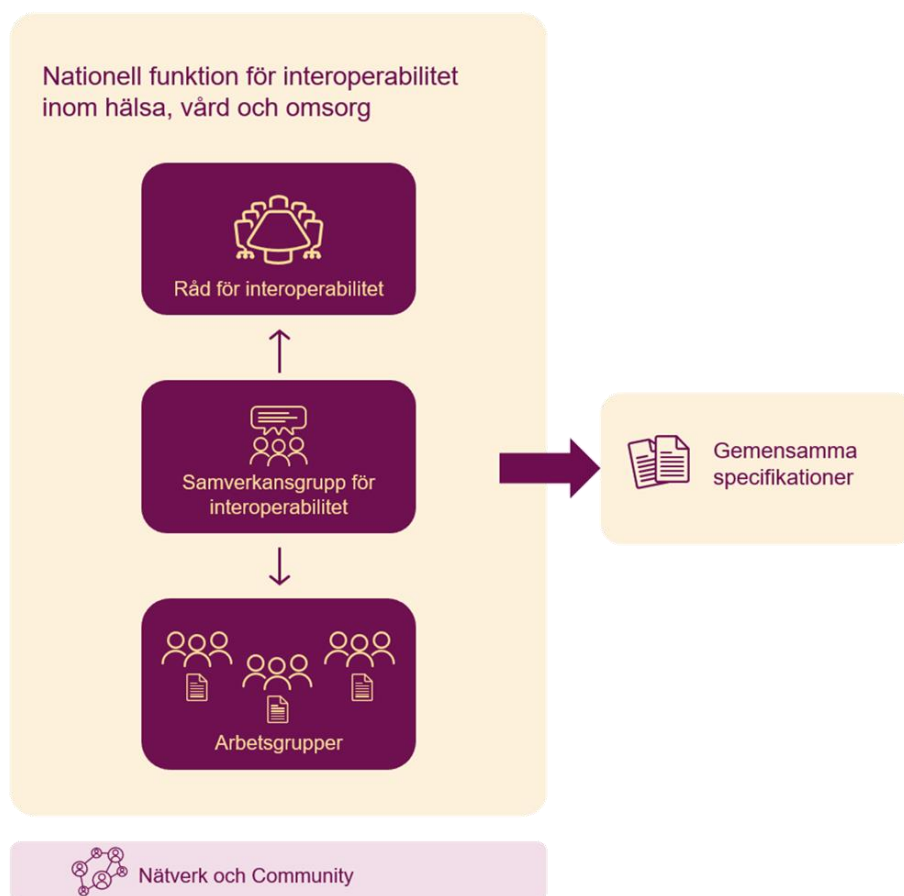 Nationell funktion för interoperabilitet
inom hälsa, vård och omsorg
Råd för interoperabilitet
Samverkansgrupp för
interoperabilitet
Arbetsgrupper
Gemensamma
specifikationer
Nätverk och Community